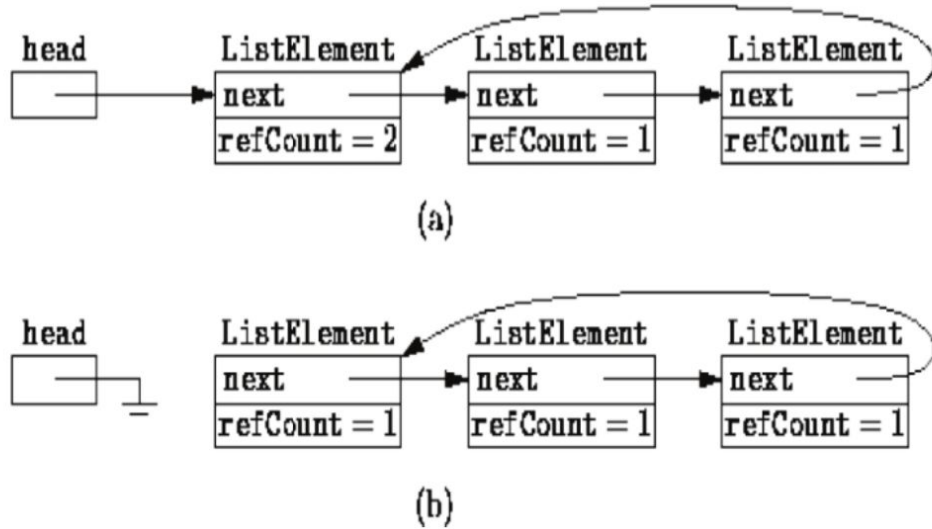 head ListElement ListElement ListElement
next next next
refCount = 2 refCount = 1 refCount = 1
(a)
head ListElement ListElement ListElement
next next next
refCount = 1 refCount = 1 refCount = 1
(b)